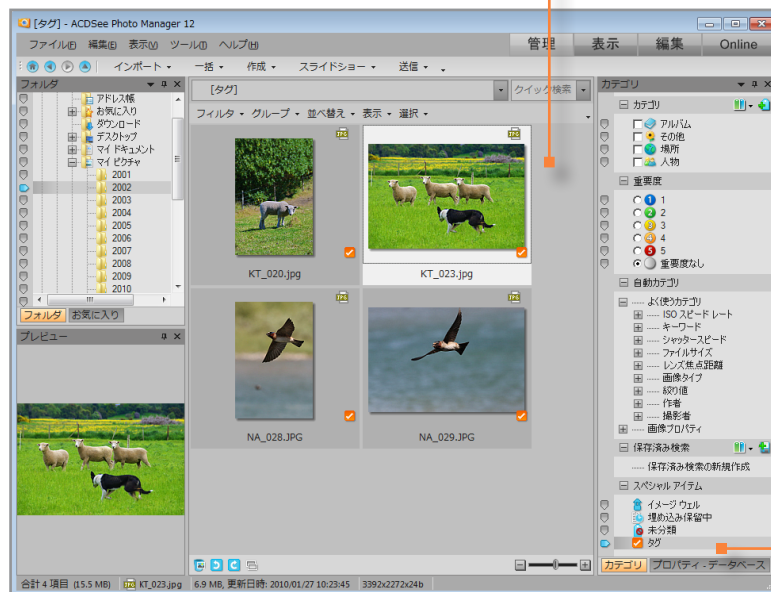 [タグ] - ACDSee Photo Manager 12
ファイル(F) 編集(E) 表示(V) ツール(T) ヘルプ(H)
管理 表示 編集 Online
インポート 一括 作成 スライドショー 送信
フォルダ
アドレス帳
お気に入り
ダウンロード
デスクトップ
マイ ドキュメント
マイ ピクチャ
2001
2002
2003
2004
2005
2006
2007
2008
2009
2010
フォルダ お気に入り
プレビュー
[タグ] クイック検索
フィルタ グループ 並べ替え 表示 選択
JPG
JPG
KT_020.jpg KT_023.jpg
JPG
JPG
NA_028.JPG NA_029.JPG
カテゴリ
カテゴリ
アルバム
その他
場所
人物
重要度
1 1
2 2
3 3
4 4
5 5
重要度なし
自動カテゴリ
よく使うカテゴリ
ISO スピード レート
キーワード
シャッタースピード
ファイルサイズ
レンズ焦点距離
画像タイプ
絞り値
作者
撮影者
画像プロパティ
保存済み検索
保存済み検索の新規作成
スペシャル アイテム
イメージ ウェル
埋め込み保留中
未分類
タグ
カテゴリ プロパティ - データベース
合計 4 項目 (15.5 MB) JPG KT_023.jpg 6.9 MB, 更新日時: 2010/01/27 10:23:45 3392x2272x24b